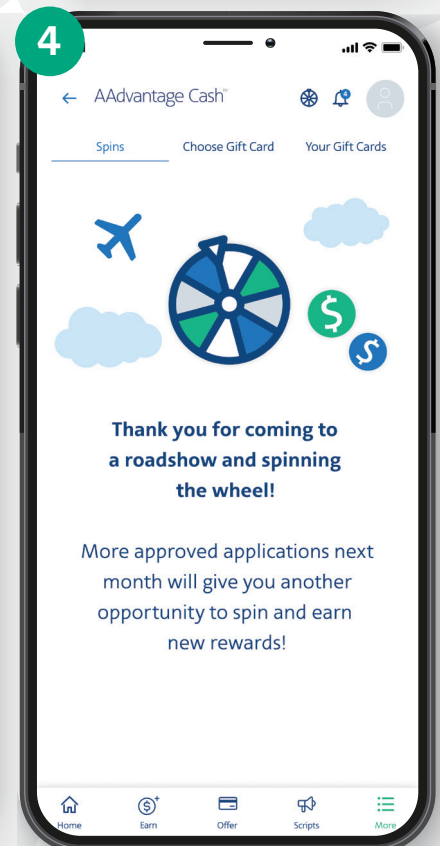 4
AAdvantage Cash℠
4
Spins Choose Gift Card Your Gift Cards
$
$
Thank you for coming to
a roadshow and spinning
the wheel!
More approved applications next
month will give you another
opportunity to spin and earn
new rewards!
$+
Home Earn Offer Scripts More